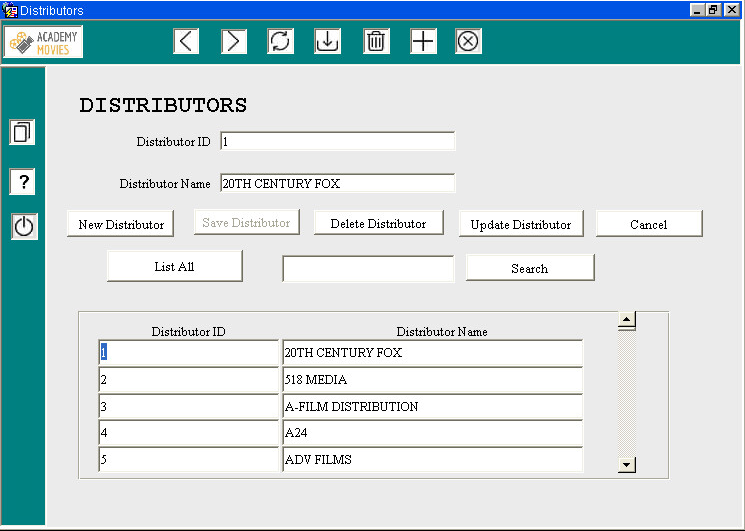 Distributors
ACADEMY
MOVIES
?
DISTRIBUTORS
Distributor ID 1
Distributor Name 20TH CENTURY FOX
New Distributor Save Distributor Delete Distributor Update Distributor Cancel
List All Search
Distributor ID Distributor Name
1 20TH CENTURY FOX
2 518 MEDIA
3 A-FILM DISTRIBUTION
4 A24
5 ADV FILMS